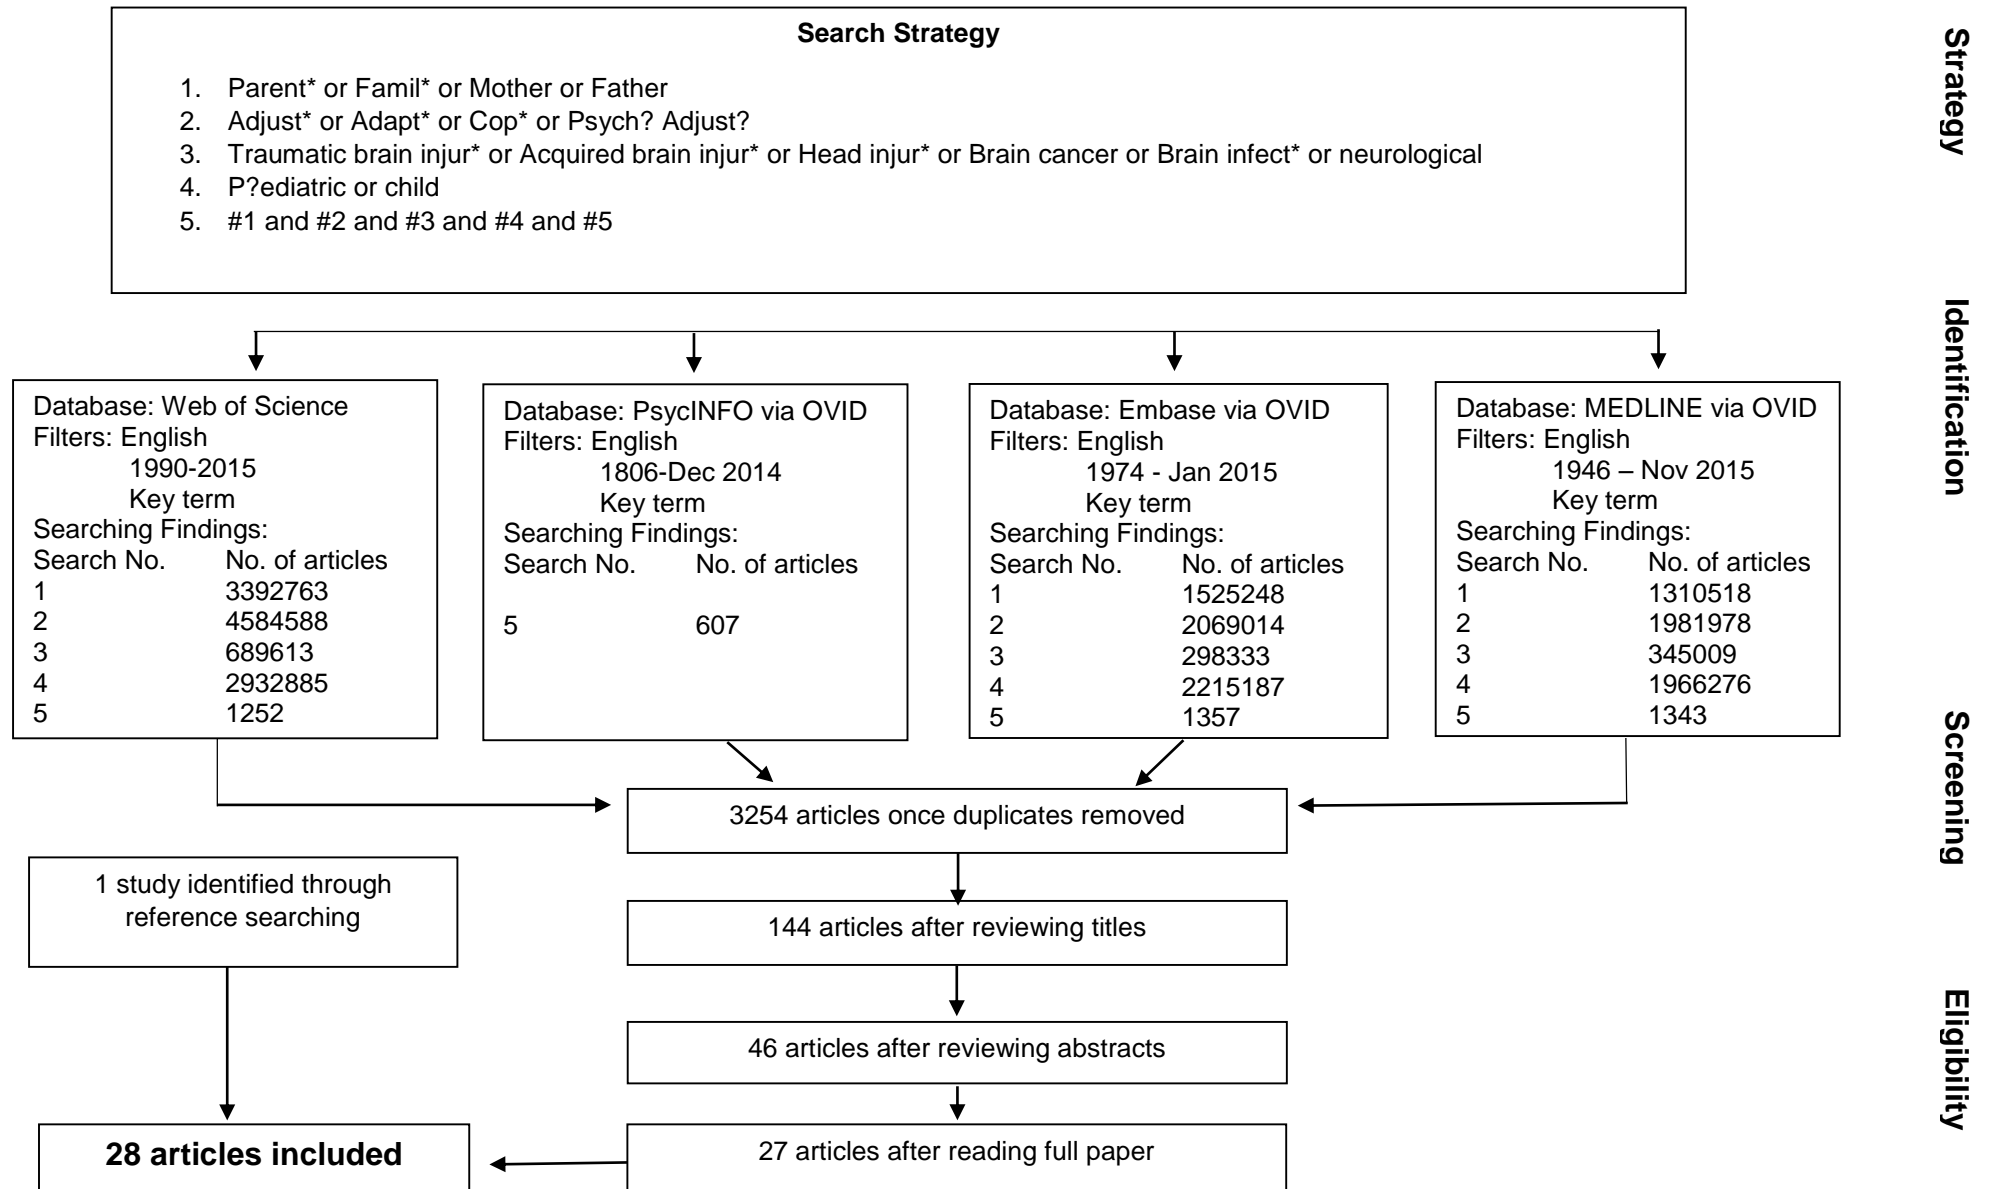 Search Strategy
1. Parent* or Famil* or Mother or Father
2. Adjust* or Adapt* or Cop* or Psych? Adjust?
3. Traumatic brain injur* or Acquired brain injur* or Head injur* or Brain cancer or Brain infect* or neurological
4. P?ediatric or child
5. #1 and #2 and #3 and #4 and #5
Strategy
Identification
Database: Web of Science
Filters: English
1990-2015
Key term
Searching Findings:
Search No. No. of articles
1 3392763
2 4584588
3 689613
4 2932885
5 1252
Database: PsycINFO via OVID
Filters: English
1806-Dec 2014
Key term
Searching Findings:
Search No. No. of articles
5 607
Database: Embase via OVID
Filters: English
1974 - Jan 2015
Key term
Searching Findings:
Search No. No. of articles
1 1525248
2 2069014
3 298333
4 2215187
5 1357
Database: MEDLINE via OVID
Filters: English
1946 – Nov 2015
Key term
Searching Findings:
Search No. No. of articles
1 1310518
2 1981978
3 345009
4 1966276
5 1343
Screening
3254 articles once duplicates removed
1 study identified through
reference searching
144 articles after reviewing titles
Eligibility
46 articles after reviewing abstracts
28 articles included
27 articles after reading full paper